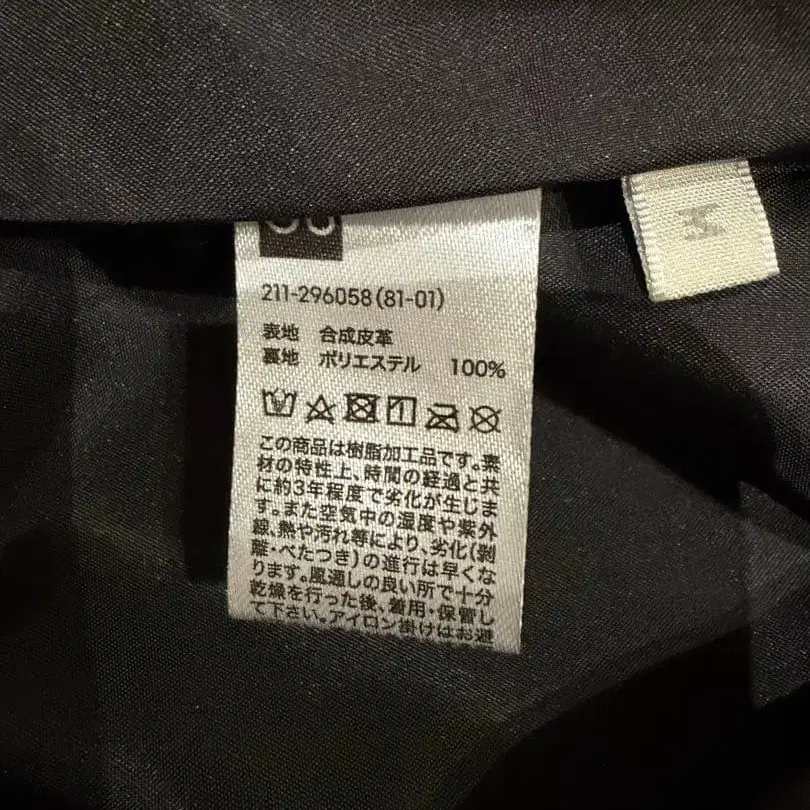 211-296058(81-01)
表地 合成皮革
裏地 ポリエステル 100%
この商品は樹脂加工品です。素
材の特性上、時間の経過と共
に約3年程度で劣化が生じま
す。また空気中の湿度や紫外
線、熱や汚れ等により、劣化(剥
離・べたつき)の進行は早くな
ります。風通しの良い所で十分
乾燥を行った後、着用・保管し
て下さい。アイロン掛けはお避
M